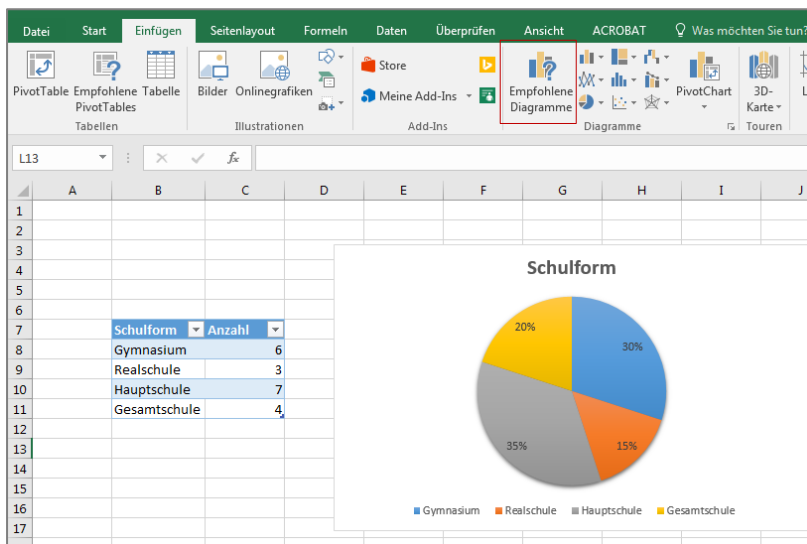 Datei Start Einfügen Seitenlayout Formeln Daten Überprüfen Ansicht ACROBAT Was möchten Sie tun?
PivotTable Empfohlene PivotTables Tabelle
Bilder Onlinegrafiken
Store
Meine Add-Ins
Empfohlene Diagramme
PivotChart
3D-Karte
L
Tabellen Illustrationen Add-Ins Diagramme Touren
L13 fx
A B C D E F G H I J
1
2
3
4 Schulform
5
6
7 Schulform Anzahl
8 Gymnasium 6
9 Realschule 3
10 Hauptschule 7
11 Gesamtschule 4
12
13
14
15
16
17
20%
30%
35%
15%
Gymnasium Realschule Hauptschule Gesamtschule